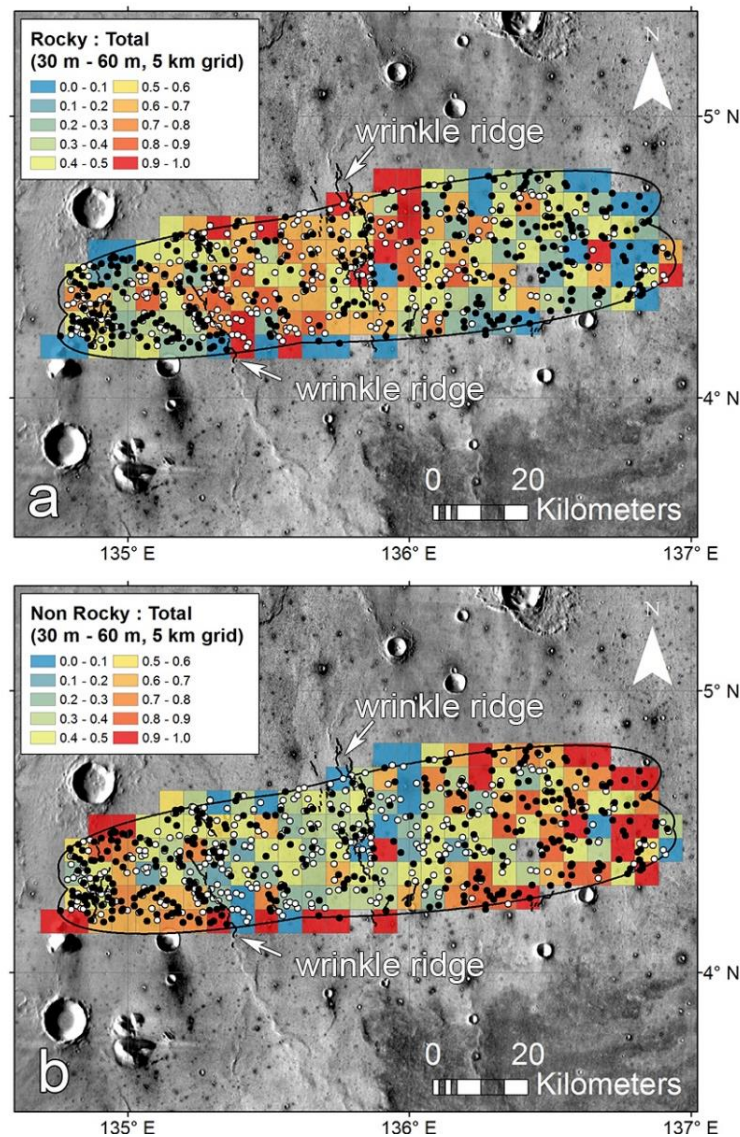 Rocky : Total
(30 m - 60 m, 5 km grid)
0.0 - 0.1 0.5 - 0.6
0.1 - 0.2 0.6 - 0.7
0.2 - 0.3 0.7 - 0.8
0.3 - 0.4 0.8 - 0.9
0.4 - 0.5 0.9 - 1.0
N
wrinkle ridge
5° N
wrinkle ridge
4° N
0 20
Kilometers
a
135° E 136° E 137° E
Non Rocky : Total
(30 m - 60 m, 5 km grid)
0.0 - 0.1 0.5 - 0.6
0.1 - 0.2 0.6 - 0.7
0.2 - 0.3 0.7 - 0.8
0.3 - 0.4 0.8 - 0.9
0.4 - 0.5 0.9 - 1.0
N
5° N
wrinkle ridge
wrinkle ridge
4° N
0 20
Kilometers
b
135° E 136° E 137° E